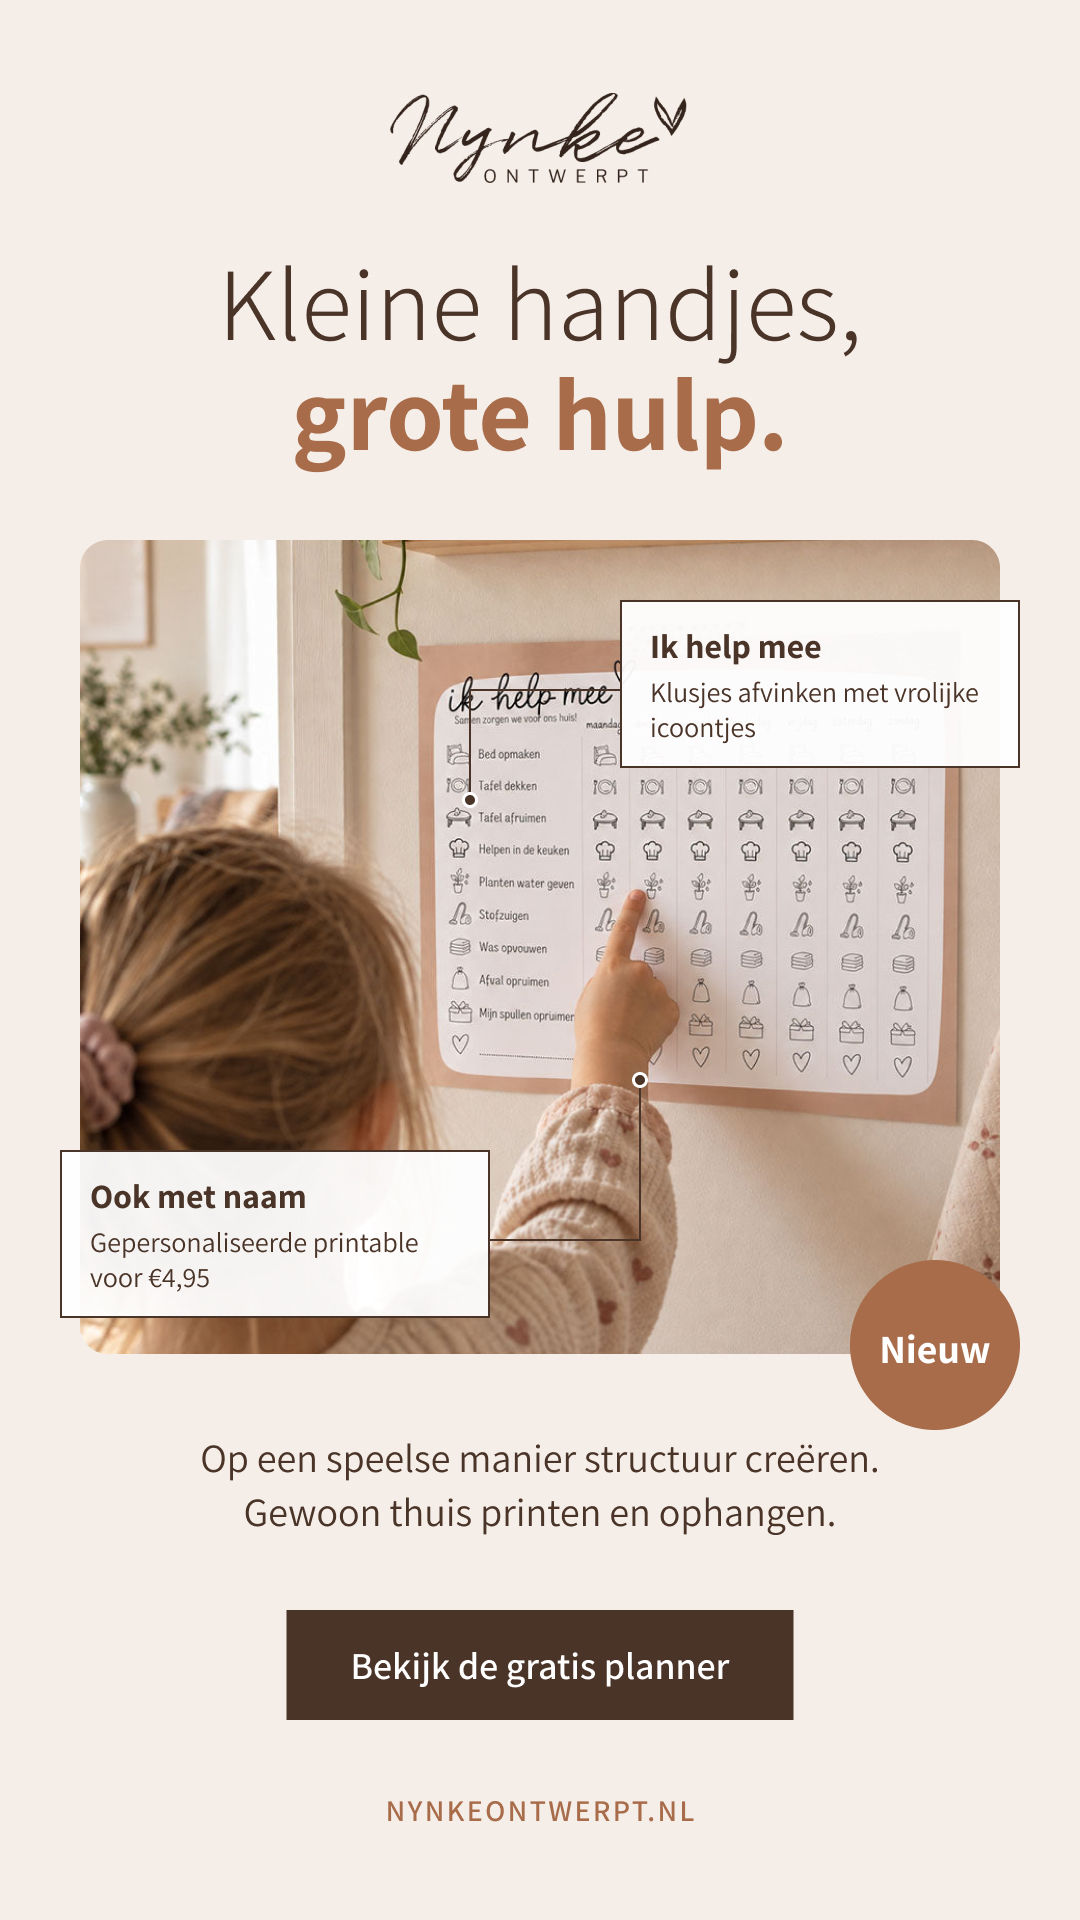 Nynke
ONTWERPT
Kleine handjes,
grote hulp.
Ik help mee
Klusjes afvinken met vrolijke
icoontjes
ik help mee
Samen zorgen we voor ons huis!
maandag
Bed opmaken
Tafel dekken
Tafel afruimen
Helpen in de keuken
Planten water geven
Stofzuigen
Was opvouwen
Afval opruimen
Mijn spullen opruimen
Ook met naam
Gepersonaliseerde printable
voor €4,95
Nieuw
Op een speelse manier structuur creëren.
Gewoon thuis printen en ophangen.
Bekijk de gratis planner
NYNKEONTWERPT.NL